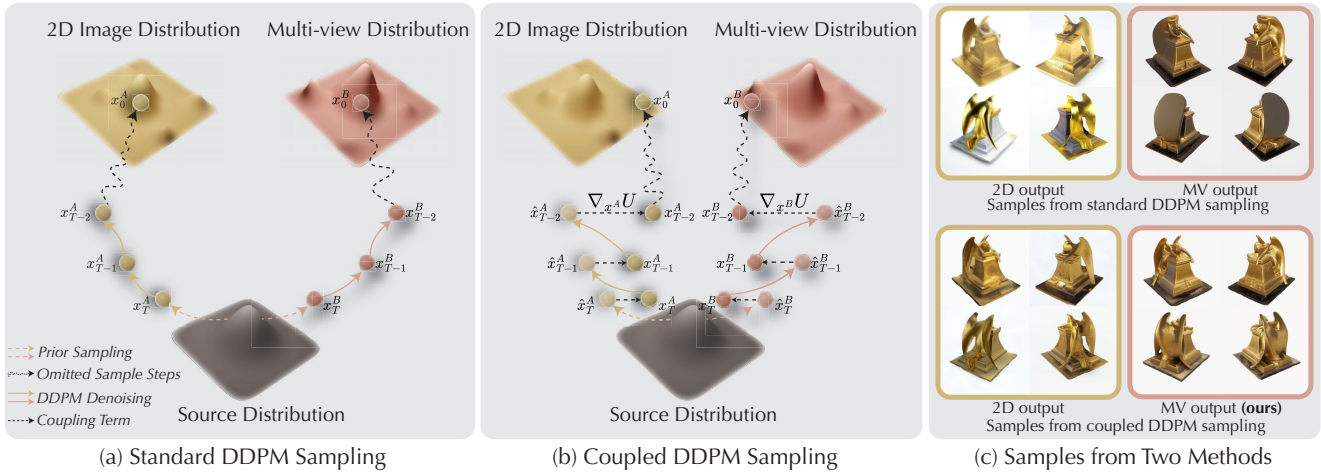 2D Image Distribution
Multi-view Distribution
x_0^A
x_0^B
x_{T-2}^A
x_{T-2}^B
x_{T-1}^A
x_{T-1}^B
x_T^A
x_T^B
Prior Sampling
Omitted Sample Steps
DDPM Denoising
Coupling Term
Source Distribution
(a) Standard DDPM Sampling
2D Image Distribution
Multi-view Distribution
x_0^A
x_0^B
x̂_{T-2}^A
∇_{x^A}U
x_{T-2}^A
x_{T-2}^B
∇_{x^B}U
x̂_{T-2}^B
x̂_{T-1}^A
x_{T-1}^A
x_{T-1}^B
x̂_{T-1}^B
x̂_T^A
x_T^A
x_T^B
x̂_T^B
Source Distribution
(b) Coupled DDPM Sampling
2D output
MV output
Samples from standard DDPM sampling
2D output
MV output (ours)
Samples from coupled DDPM sampling
(c) Samples from Two Methods